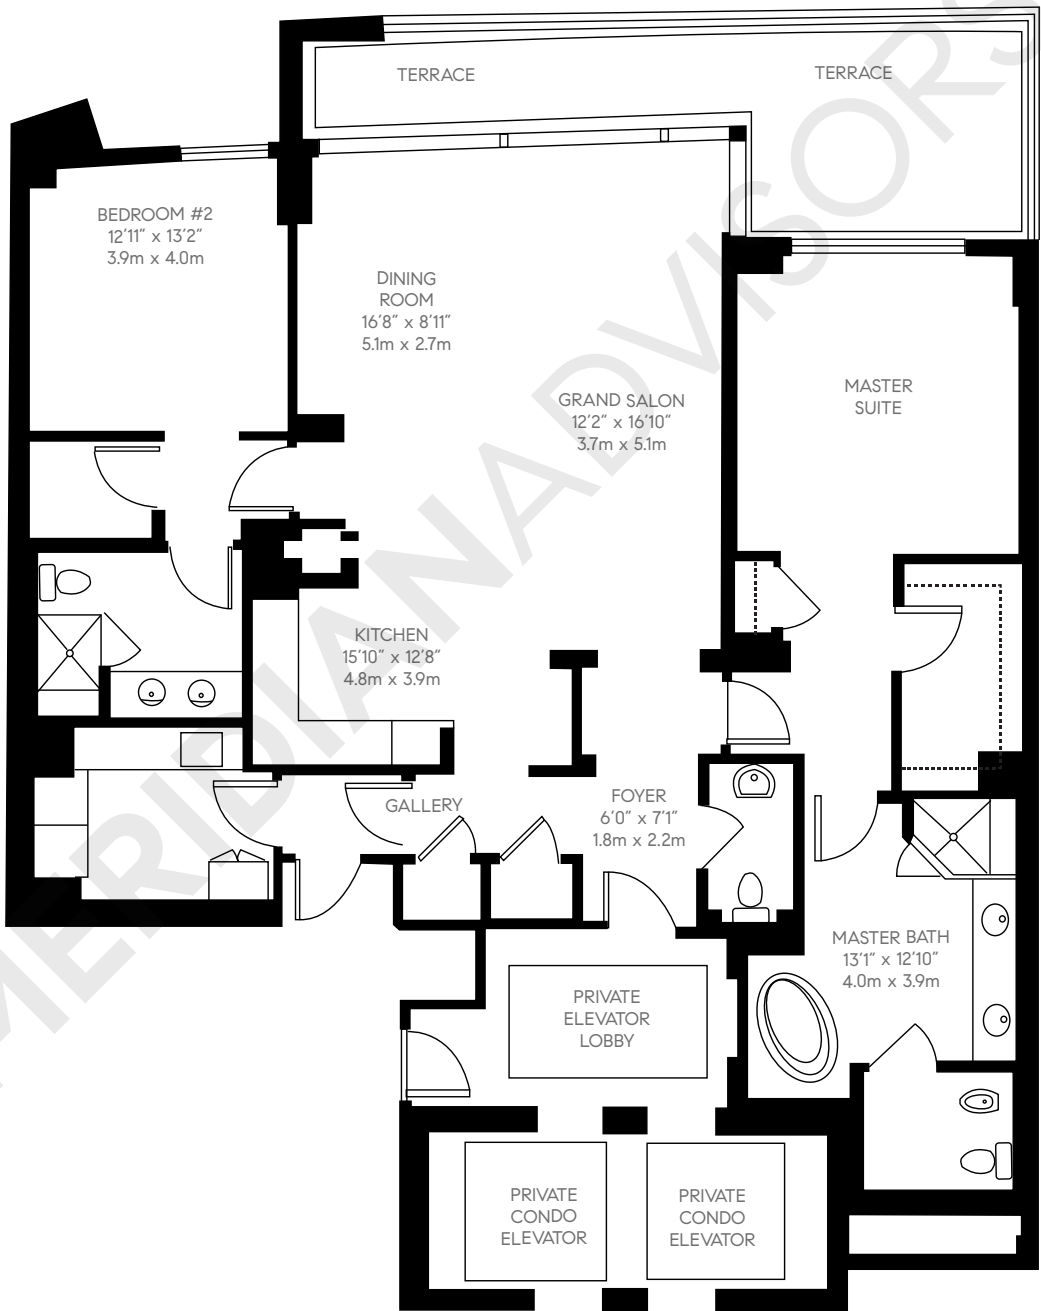 TERRACE
TERRACE
BEDROOM #2
12'11" x 13'2"
3.9m x 4.0m
DINING
ROOM
16'8" x 8'11"
5.1m x 2.7m
GRAND SALON
12'2" x 16'10"
3.7m x 5.1m
MASTER
SUITE
KITCHEN
15'10" x 12'8"
4.8m x 3.9m
GALLERY
FOYER
6'0" x 7'1"
1.8m x 2.2m
MASTER BATH
13'1" x 12'10"
4.0m x 3.9m
PRIVATE
ELEVATOR
LOBBY
PRIVATE
CONDO
ELEVATOR
PRIVATE
CONDO
ELEVATOR
MERIDIANADVISORS